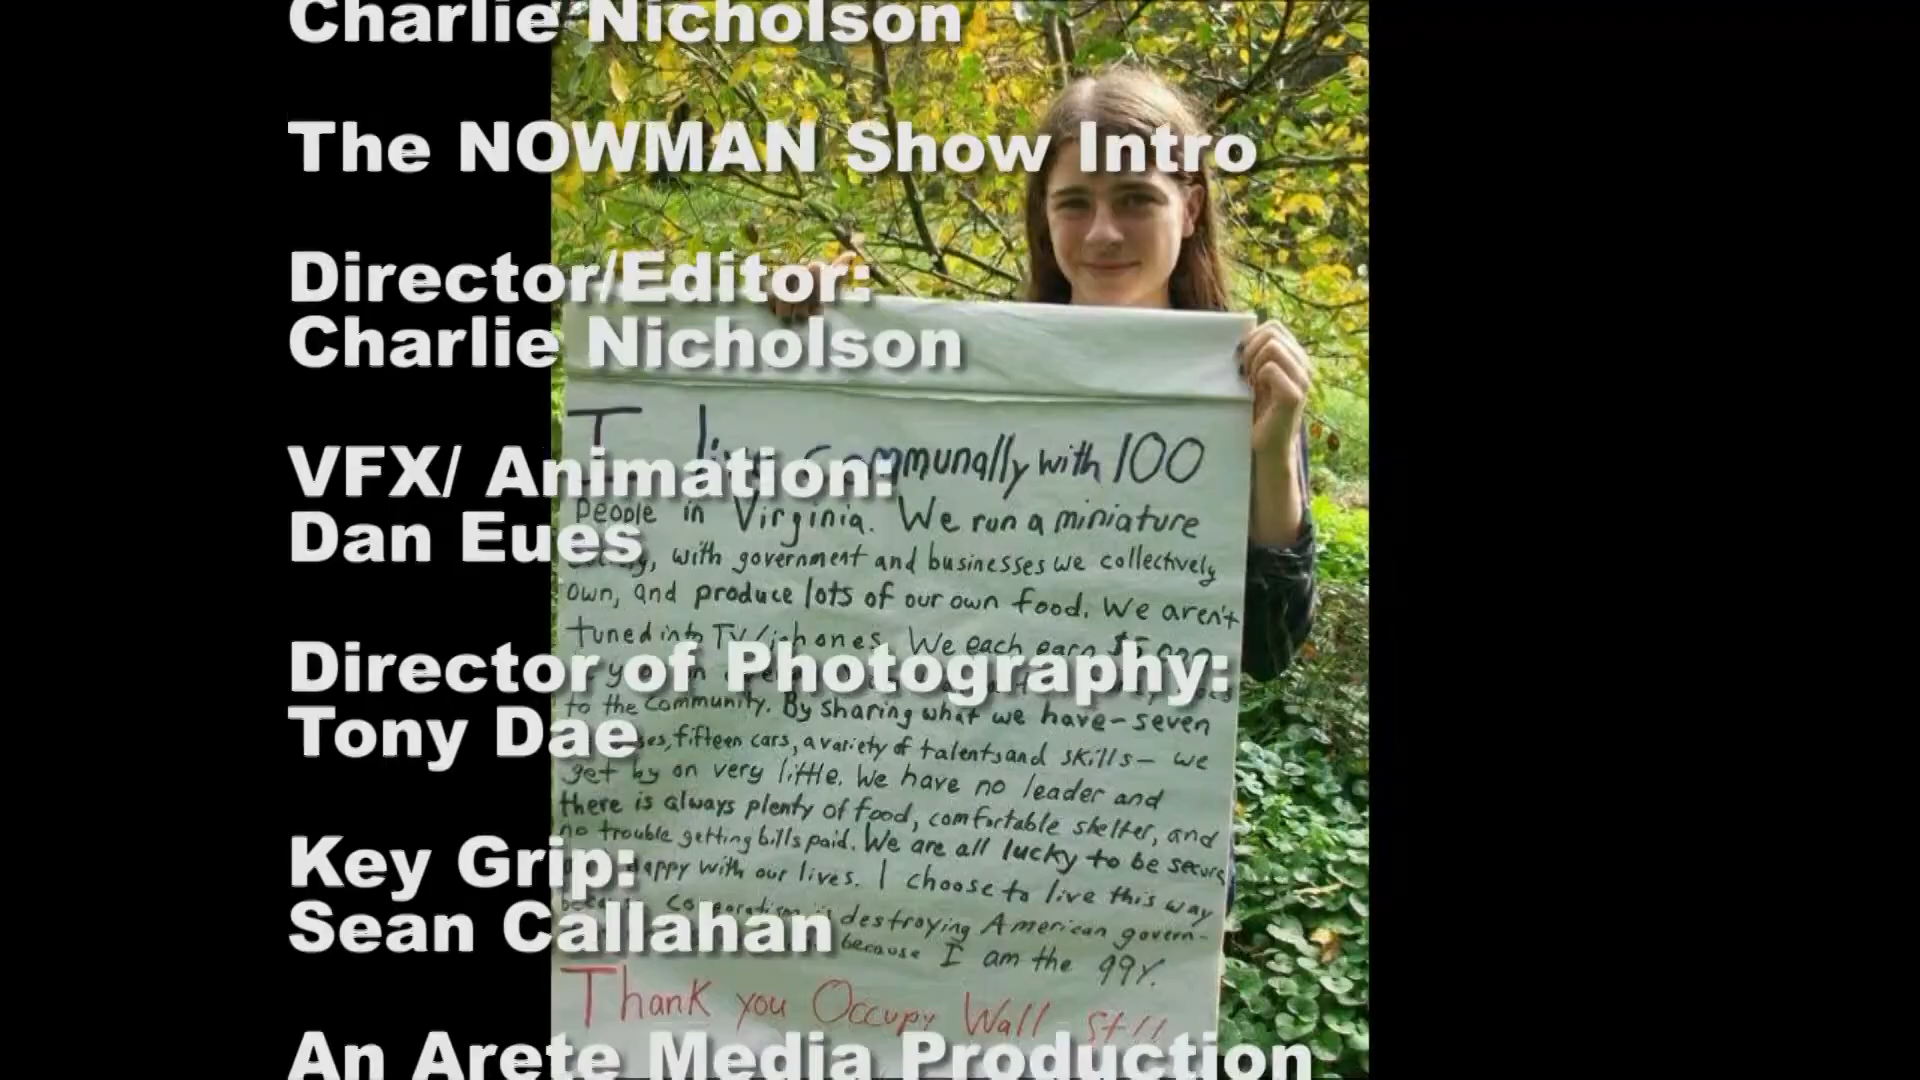 Charlie Nicholson
The NOWMAN Show Intro
Director/Editor:
Charlie Nicholson
VFX/ Animation:
Dan Eues
Director of Photography:
Tony Dae
Key Grip:
Sean Callahan
An Arete Media Production
I live communally with 100
People in Virginia. We run a miniature
, with government and businesses we collectively
own, and produce lots of our own food. We aren't
tuned into TV/iphones. We each earn $5,000
to the community. By sharing what we have— seven
fifteen cars, a variety of talents and skills— we
get by on very little. We have no leader and
there is always plenty of food, comfortable shelter, and
no trouble getting bills paid. We are all lucky to be secure
happy with our lives. I choose to live this way
destroying American govern-
because I am the 99%.
Thank you Occupy Wall